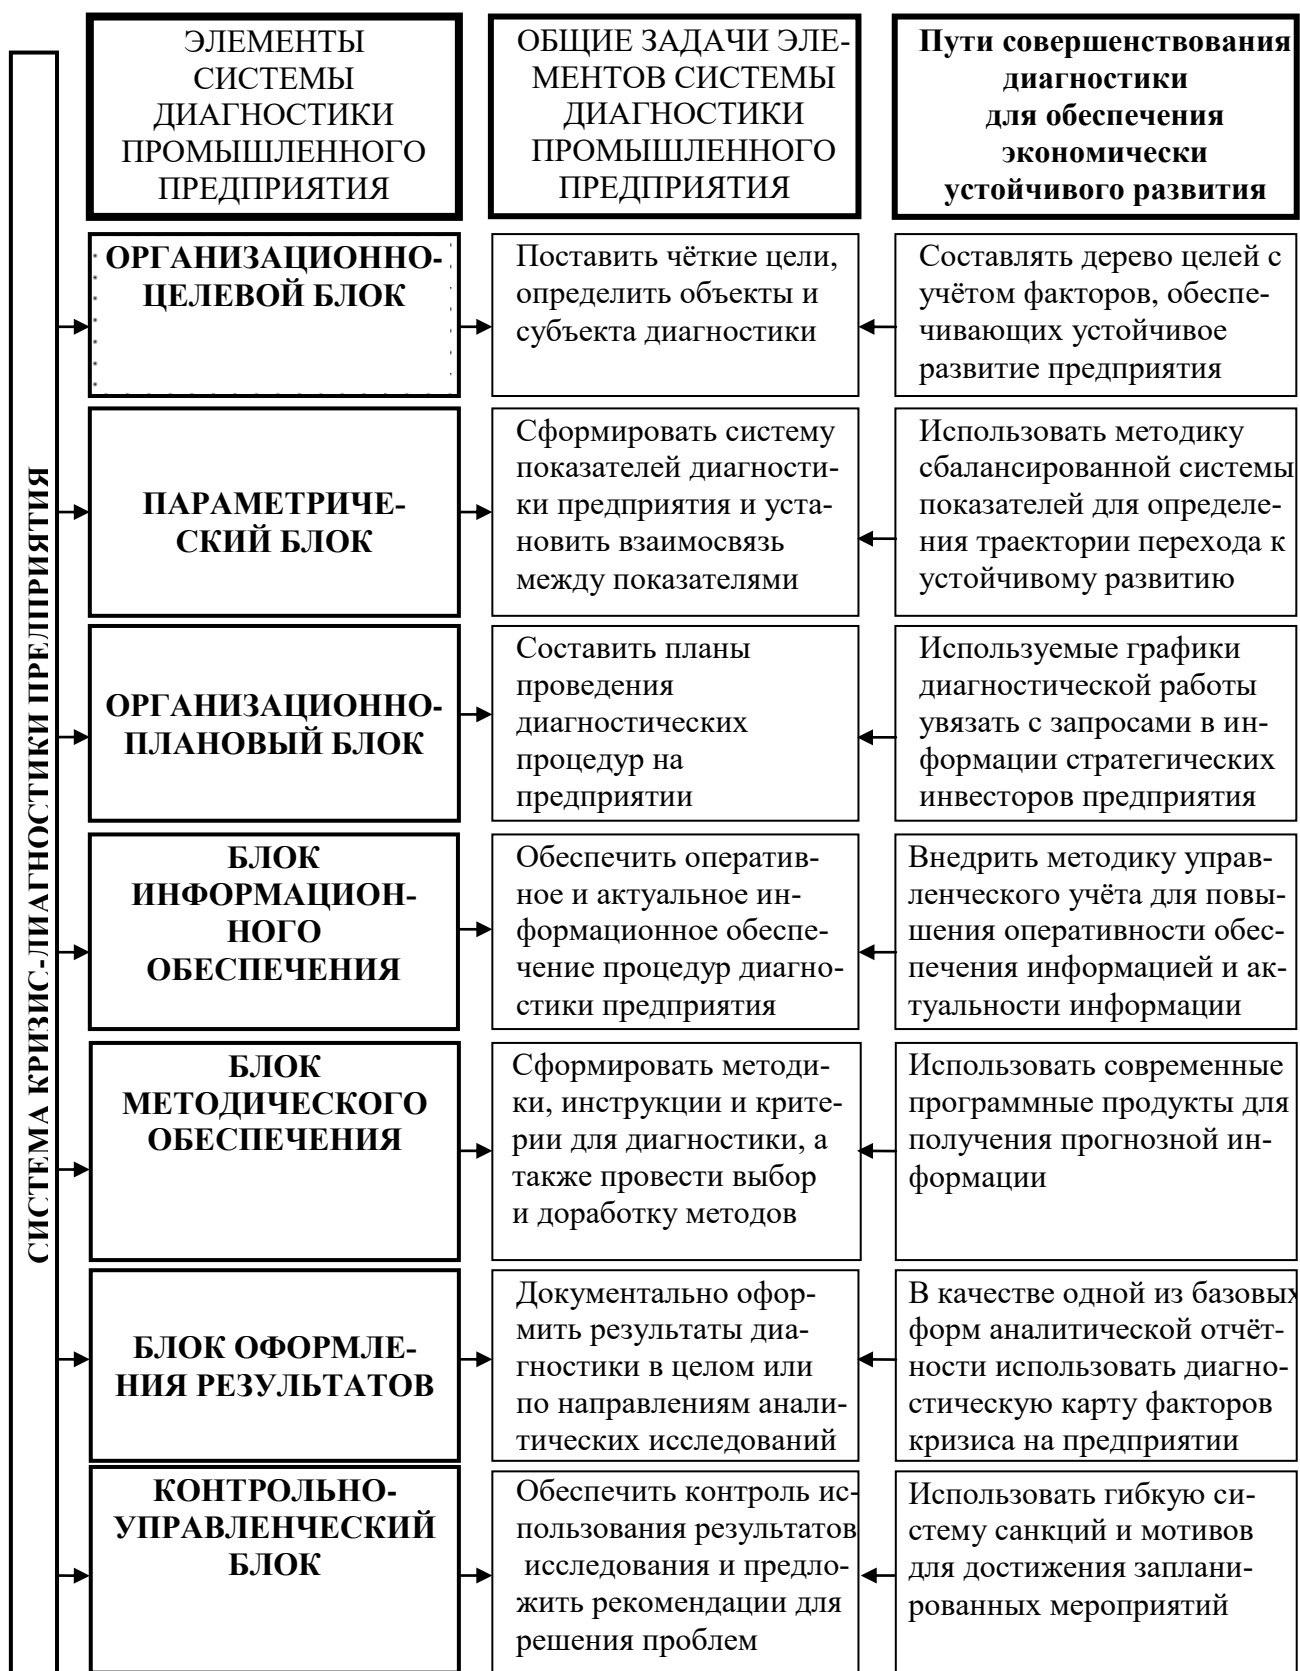 СИСТЕМА КРИЗИС-ДИАГНОСТИКИ ПРЕДПРИЯТИЯ
ЭЛЕМЕНТЫ
СИСТЕМЫ
ДИАГНОСТИКИ
ПРОМЫШЛЕННОГО
ПРЕДПРИЯТИЯ
ОБЩИЕ ЗАДАЧИ ЭЛЕ-
МЕНТОВ СИСТЕМЫ
ДИАГНОСТИКИ
ПРОМЫШЛЕННОГО
ПРЕДПРИЯТИЯ
Пути совершенствования
диагностики
для обеспечения
экономически
устойчивого развития
ОРГАНИЗАЦИОННО-
ЦЕЛЕВОЙ БЛОК
Поставить чёткие цели,
определить объекты и
субъекта диагностики
Составлять дерево целей с
учётом факторов, обеспе-
чивающих устойчивое
развитие предприятия
ПАРАМЕТРИЧЕ-
СКИЙ БЛОК
Сформировать систему
показателей диагности-
ки предприятия и уста-
новить взаимосвязь
между показателями
Использовать методику
сбалансированной системы
показателей для определе-
ния траектории перехода к
устойчивому развитию
ОРГАНИЗАЦИОННО-
ПЛАНОВЫЙ БЛОК
Составить планы
проведения
диагностических
процедур на
предприятии
Используемые графики
диагностической работы
увязать с запросами в ин-
формации стратегических
инвесторов предприятия
БЛОК
ИНФОРМАЦИОН-
НОГО
ОБЕСПЕЧЕНИЯ
Обеспечить оператив-
ное и актуальное ин-
формационное обеспе-
чение процедур диагно-
стики предприятия
Внедрить методику управ-
ленческого учёта для повы-
шения оперативности обес-
печения информацией и ак-
туальности информации
БЛОК
МЕТОДИЧЕСКОГО
ОБЕСПЕЧЕНИЯ
Сформировать методи-
ки, инструкции и крите-
рии для диагностики, а
также провести выбор
и доработку методов
Использовать современные
программные продукты для
получения прогнозной ин-
формации
БЛОК ОФОРМЛЕ-
НИЯ РЕЗУЛЬТАТОВ
Документально офор-
мить результаты диа-
гностики в целом или
по направлениям анали-
тических исследований
В качестве одной из базовых
форм аналитической отчёт-
ности использовать диагно-
стическую карту факторов
кризиса на предприятии
КОНТРОЛЬНО-
УПРАВЛЕНЧЕСКИЙ
БЛОК
Обеспечить контроль ис-
пользования результатов
исследования и предло-
жить рекомендации для
решения проблем
Использовать гибкую си-
стему санкций и мотивов
для достижения заплани-
рованных мероприятий